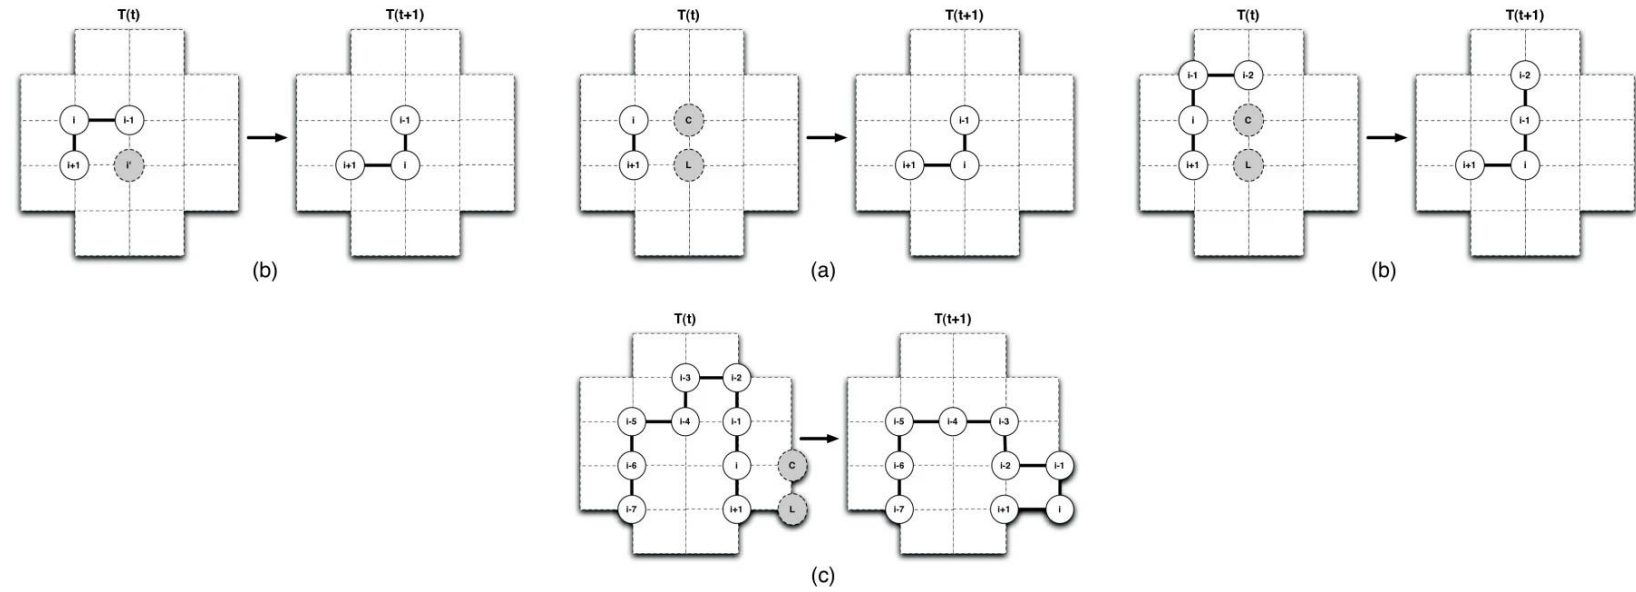 T(t) T(t+1)
i i-1
i+1 i'
i-1
i+1 i
(b)
T(t) T(t+1)
i C
i+1 L
i-1
i+1 i
(a)
T(t) T(t+1)
i-1 i-2
i C
i+1 L
i-2
i-1
i+1 i
(b)
T(t) T(t+1)
i-3 i-2
i-5 i-4 i-1
i-6 i C
i-7 i+1 L
i-5 i-4 i-3
i-6 i-2 i-1
i-7 i+1 i
(c)